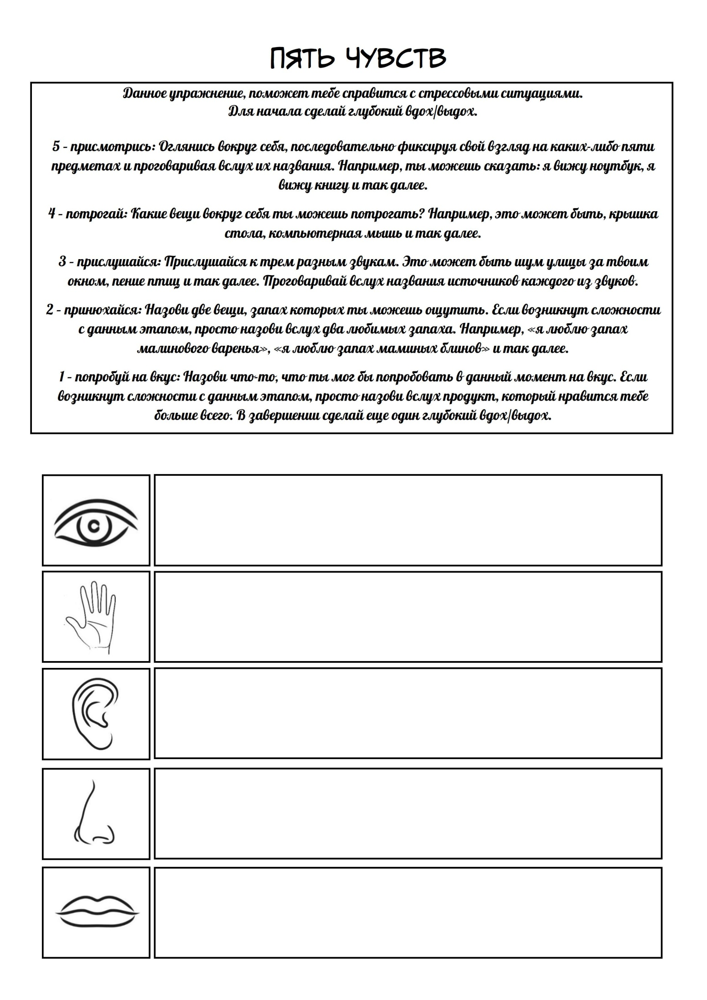 ПЯТЬ ЧУВСТВ
Данное упражнение, поможет тебе справится с стрессовыми ситуациями.
Для начала сделай глубокий вдох/выдох.
5 – присмотрись: Оглянись вокруг себя, последовательно фиксируя свой взгляд на каких-либо пяти
предметах и проговаривая вслух их названия. Например, ты можешь сказать: я вижу ноутбук, я
вижу книгу и так далее.
4 – потрогай: Какие вещи вокруг себя ты можешь потрогать? Например, это может быть, крышка
стола, компьютерная мышь и так далее.
3 – прислушайся: Прислушайся к трем разным звукам. Это может быть шум улицы за твоим
окном, пение птиц и так далее. Проговаривай вслух названия источников каждого из звуков.
2 – принюхайся: Назови две вещи, запах которых ты можешь ощутить. Если возникнут сложности
с данным этапом, просто назови вслух два любимых запаха. Например, «я люблю запах
малинового варенья», «я люблю запах маминых блинов» и так далее.
1 – попробуй на вкус: Назови что-то, что ты мог бы попробовать в данный момент на вкус. Если
возникнут сложности с данным этапом, просто назови вслух продукт, который нравится тебе
больше всего. В завершении сделай еще один глубокий вдох/выдох.